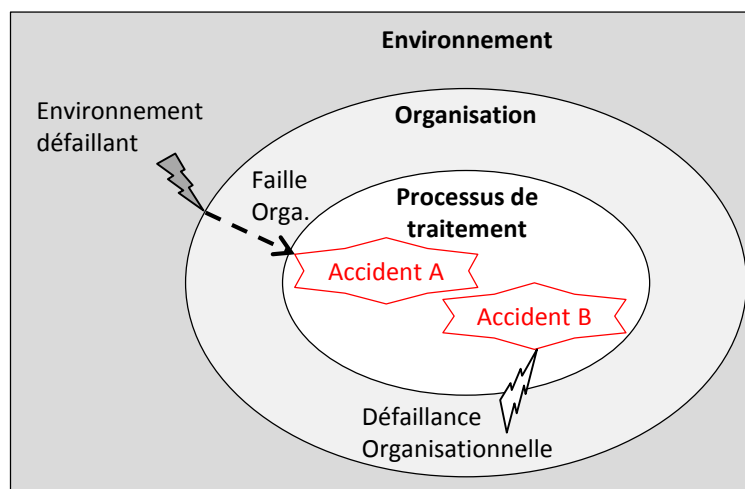 Environnement
Environnement
défaillant
Organisation
Faille
Orga.
Processus de
traitement
Accident A
Accident B
Défaillance
Organisationnelle